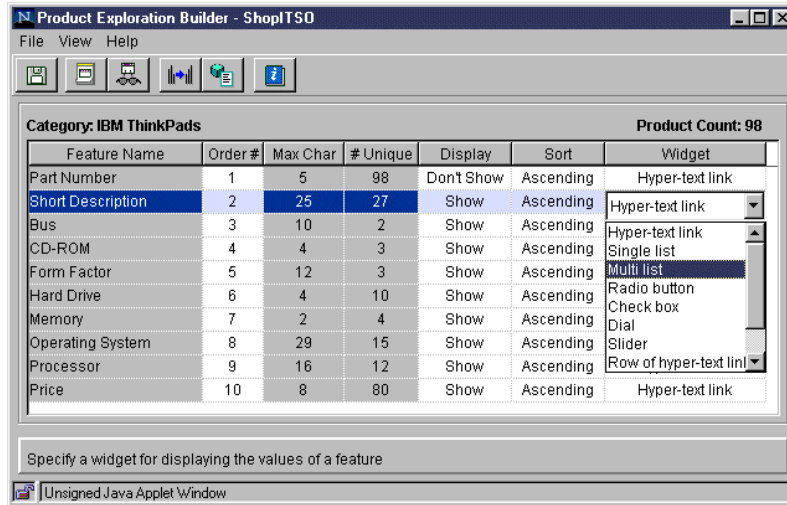 Product Exploration Builder - ShopITSO
File View Help
Category: IBM ThinkPads Product Count: 98
Feature Name Order # Max Char # Unique Display Sort Widget
Part Number 1 5 98 Don't Show Ascending Hyper-text link
Short Description 2 25 27 Show Ascending Hyper-text link
Bus 3 10 2 Show Ascending Hyper-text link
CD-ROM 4 4 3 Show Ascending Single list
Multi list
Form Factor 5 12 3 Show Ascending Radio button
Hard Drive 6 4 10 Show Ascending Check box
Memory 7 2 4 Show Ascending Dial
Operating System 8 29 15 Show Ascending Slider
Processor 9 16 12 Show Ascending Row of hyper-text linl
Price 10 8 80 Show Ascending Hyper-text link
Specify a widget for displaying the values of a feature
Unsigned Java Applet Window